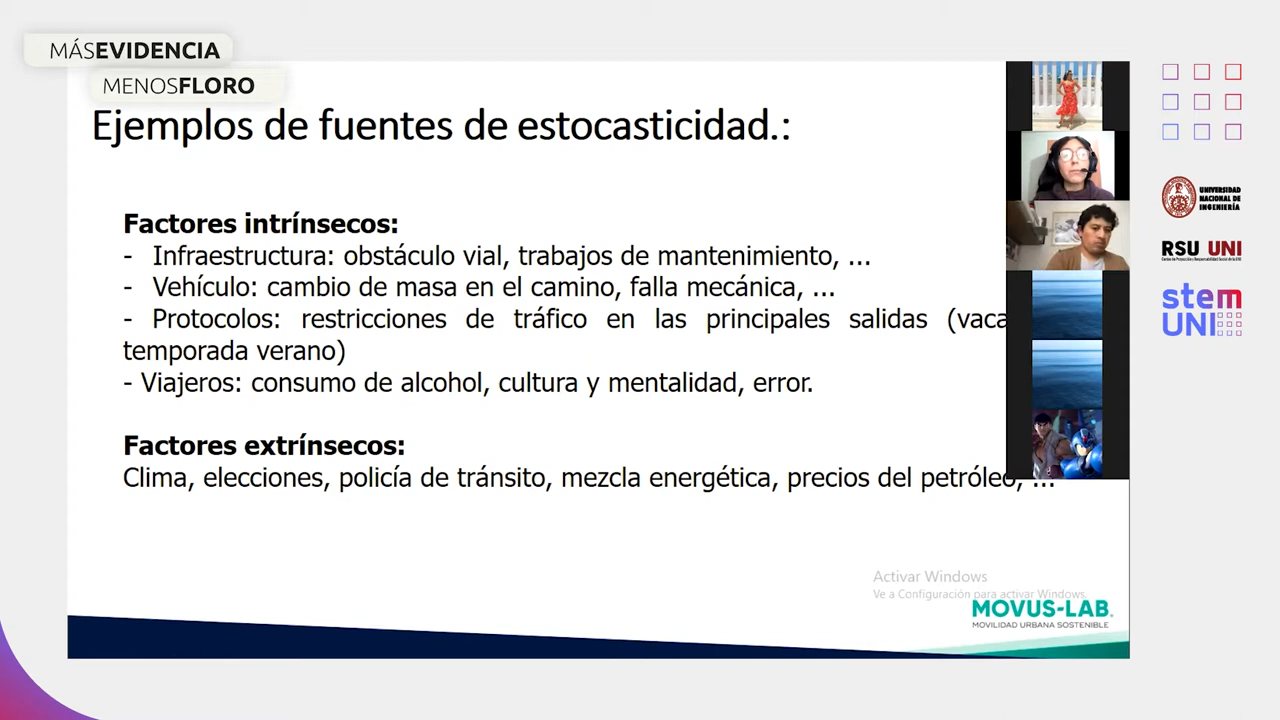 MÁSEVIDENCIA
MENOSFLORO
Ejemplos de fuentes de estocasticidad.:
Factores intrínsecos:
- Infraestructura: obstáculo vial, trabajos de mantenimiento, ...
- Vehículo: cambio de masa en el camino, falla mecánica, ...
- Protocolos: restricciones de tráfico en las principales salidas (vaca
temporada verano)
- Viajeros: consumo de alcohol, cultura y mentalidad, error.
Factores extrínsecos:
Clima, elecciones, policía de tránsito, mezcla energética, precios del petróleo, ...
Activar Windows
Ve a Configuración para activar Windows.
MOVUS-LAB.
MOVILIDAD URBANA SOSTENIBLE
UNIVERSIDAD
NACIONAL DE
INGENIERÍA
RSU UNI
stem
UNI